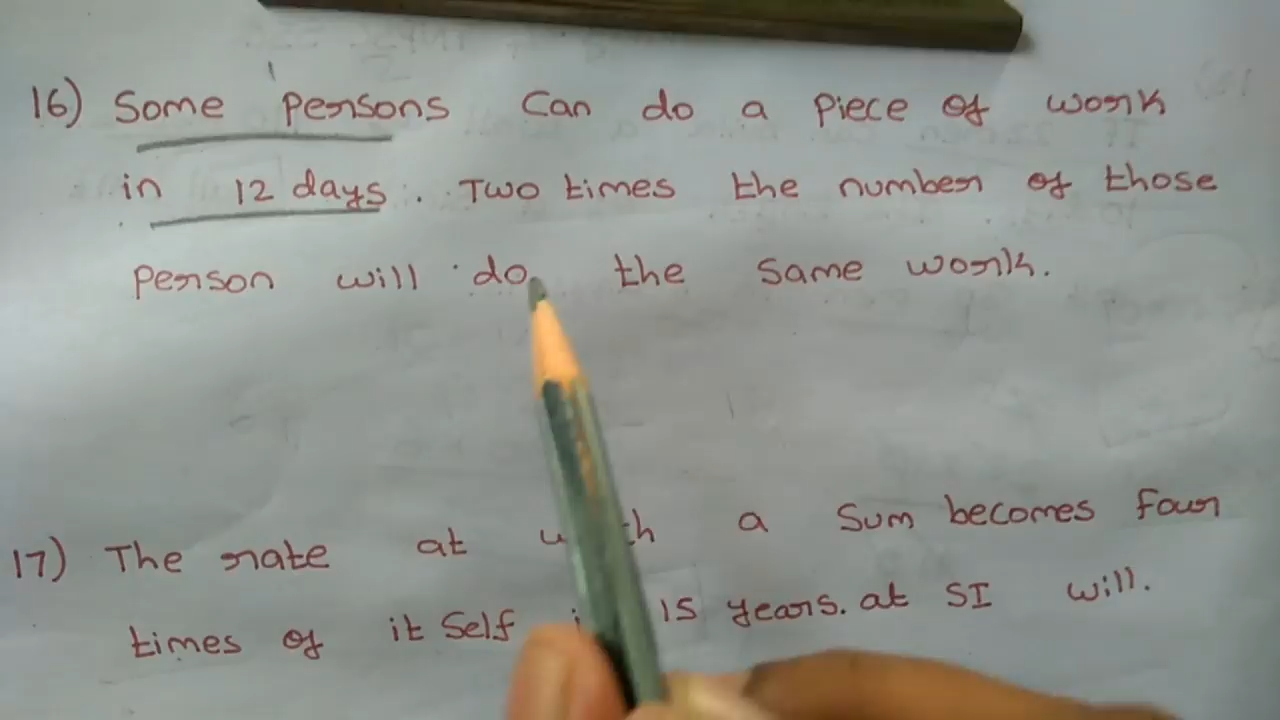 16) Some persons can do a piece of work
in 12 days. Two times the number of those
person will do the same work.
17) The rate at a sum becomes four
times of it self 15 years. at SI will.